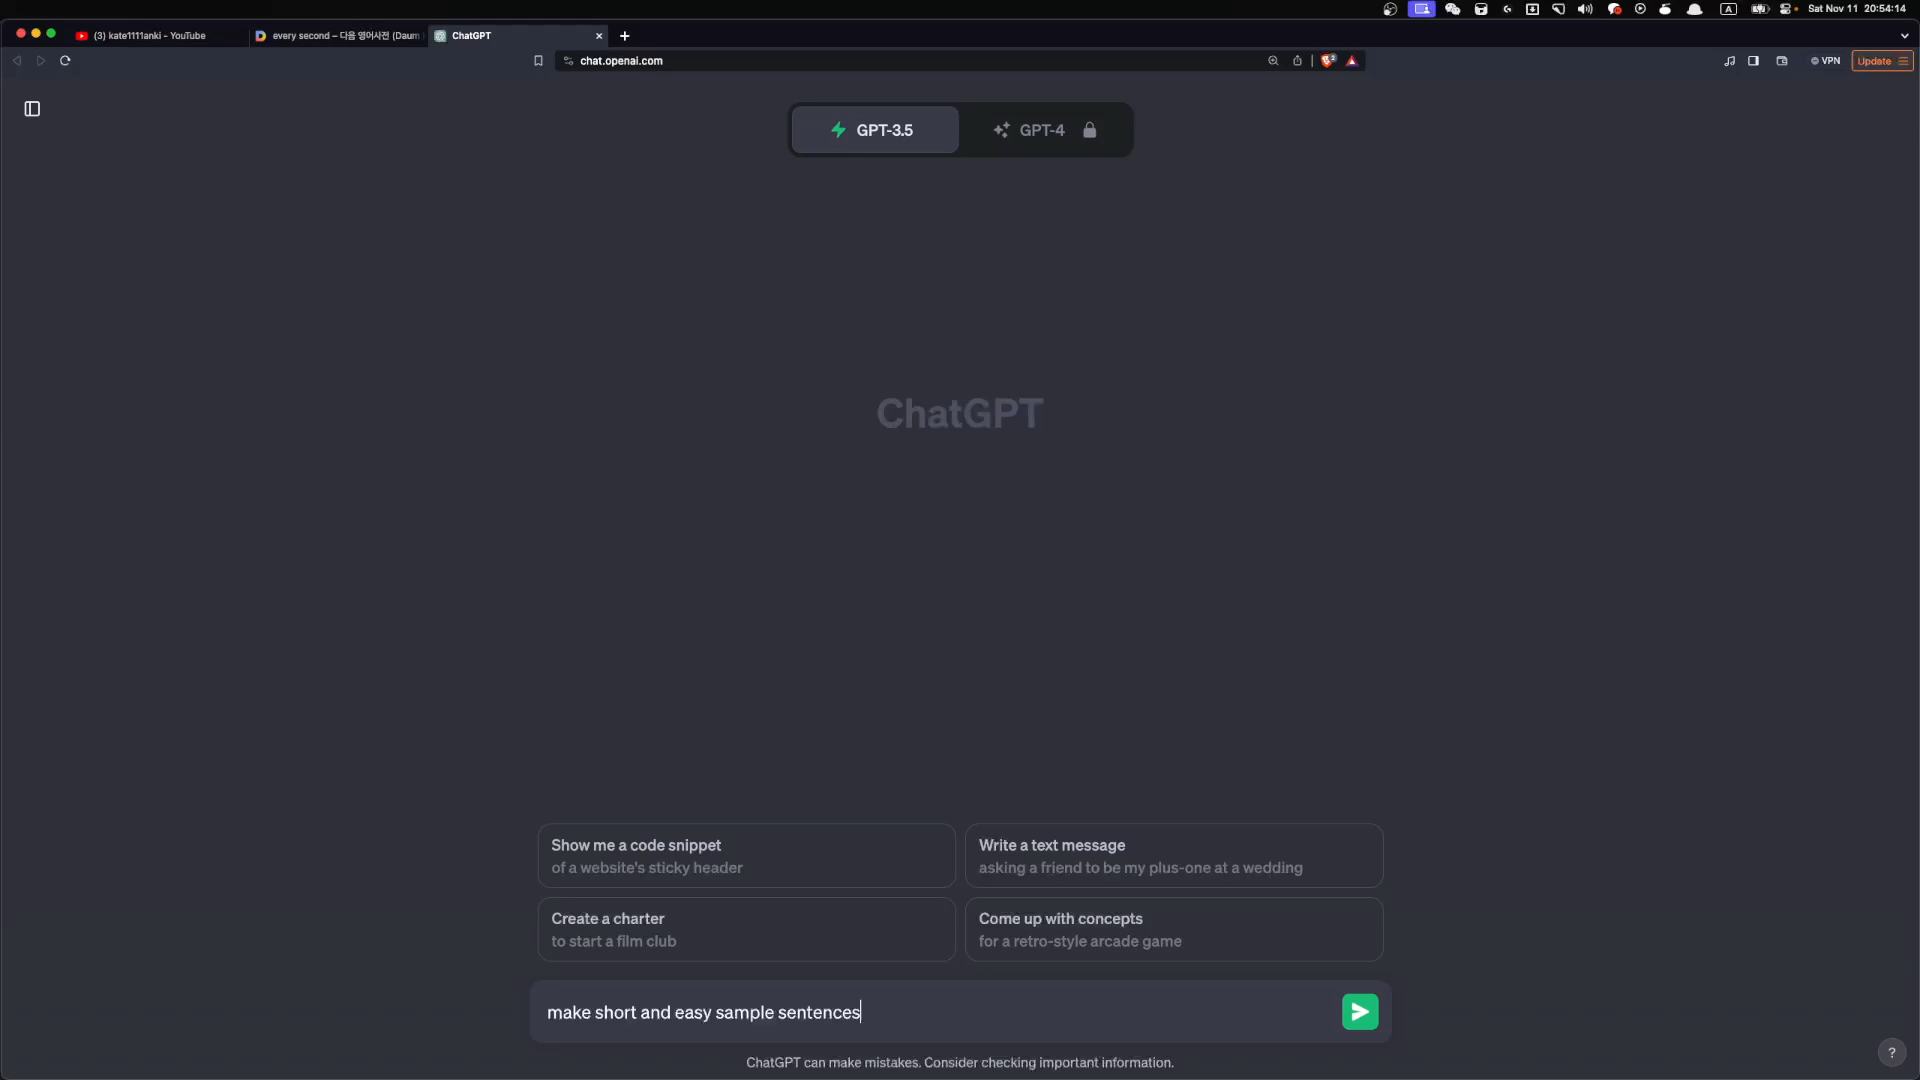 Sat Nov 11 20:54:14
(3) kate1111anki - YouTube
every second – 다음 영어사전 (Daum
ChatGPT
chat.openai.com
VPN
Update
GPT-3.5
GPT-4
ChatGPT
Show me a code snippet
of a website's sticky header
Write a text message
asking a friend to be my plus-one at a wedding
Create a charter
to start a film club
Come up with concepts
for a retro-style arcade game
make short and easy sample sentences
ChatGPT can make mistakes. Consider checking important information.
?